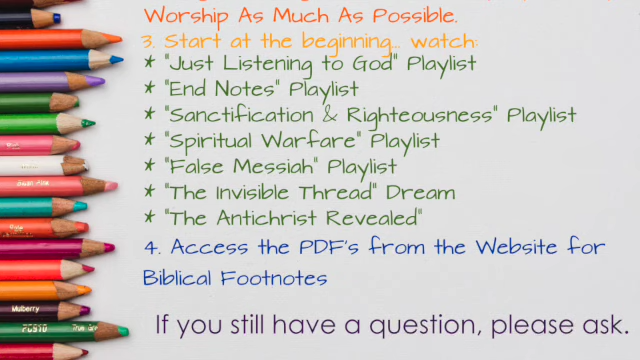 Worship As Much As Possible.
3. Start at the beginning... watch:
* "Just Listening to God" Playlist
* "End Notes" Playlist
* "Sanctification & Righteousness" Playlist
* "Spiritual Warfare" Playlist
* "False Messiah" Playlist
* "The Invisible Thread" Dream
* "The Antichrist Revealed"
4. Access the PDF's from the Website for
Biblical Footnotes
Mulberry
If you still have a question, please ask.